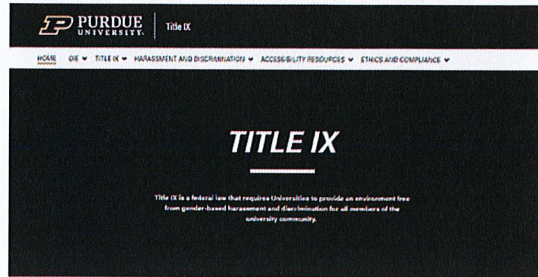 PURDUE
UNIVERSITY®
Title IX
HOME OIE TITLE IX HARASSMENT AND DISCRIMINATION ACCESSIBILITY RESOURCES ETHICS AND COMPLIANCE
TITLE IX
Title IX is a federal law that requires Universities to provide an environment free
from gender-based harassment and discrimination for all members of the
university community.